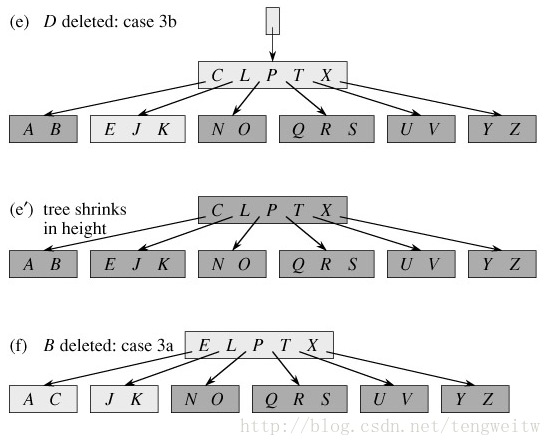 (e) D deleted: case 3b
C L P T X
A B E J K N O Q R S U V Y Z
(e′) tree shrinks
in height
C L P T X
A B E J K N O Q R S U V Y Z
(f) B deleted: case 3a
E L P T X
A C J K N O Q R S U V Y Z
http://blog.csdn.net/tengweitw